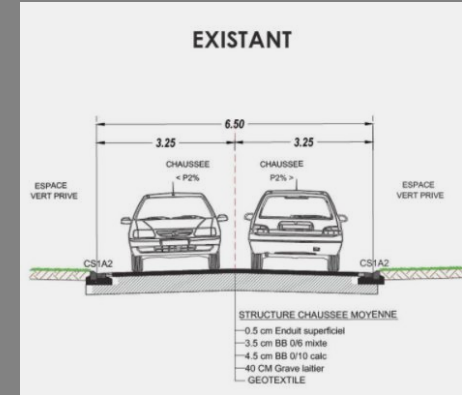 EXISTANT
6.50
3.25
3.25
CHAUSSEE
< P2%
CHAUSSEE
P2% >
ESPACE
VERT PRIVE
ESPACE
VERT PRIVE
CS1A2
CS1A2
STRUCTURE CHAUSSEE MOYENNE
0.5 cm Enduit superficiel
3.5 cm BB 0/6 mixte
4.5 cm BB 0/10 calc
40 CM Grave laitier
GEOTEXTILE